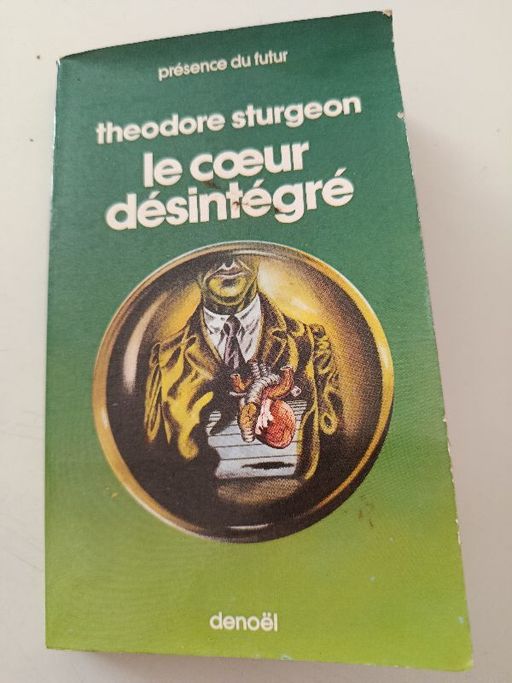 présence du futur
theodore sturgeon
le cœur
désintégré
denoël